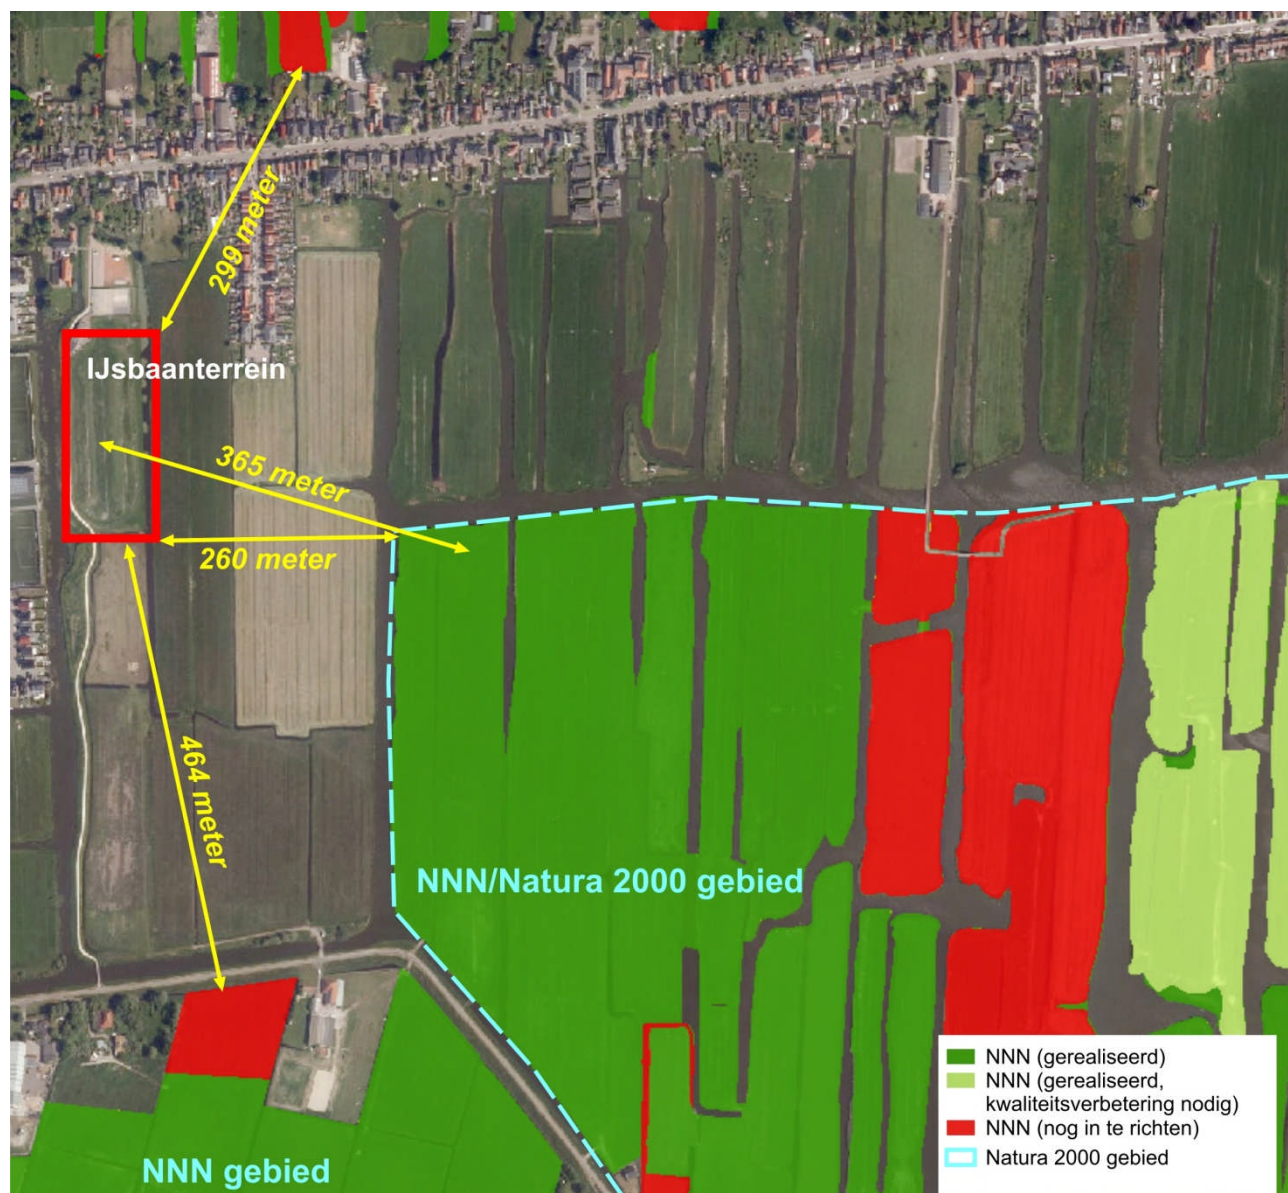 299 meter
IJsbaanterrein
365 meter
260 meter
464 meter
NNN/Natura 2000 gebied
NNN gebied
NNN (gerealiseerd)
NNN (gerealiseerd,
kwaliteitsverbetering nodig)
NNN (nog in te richten)
Natura 2000 gebied